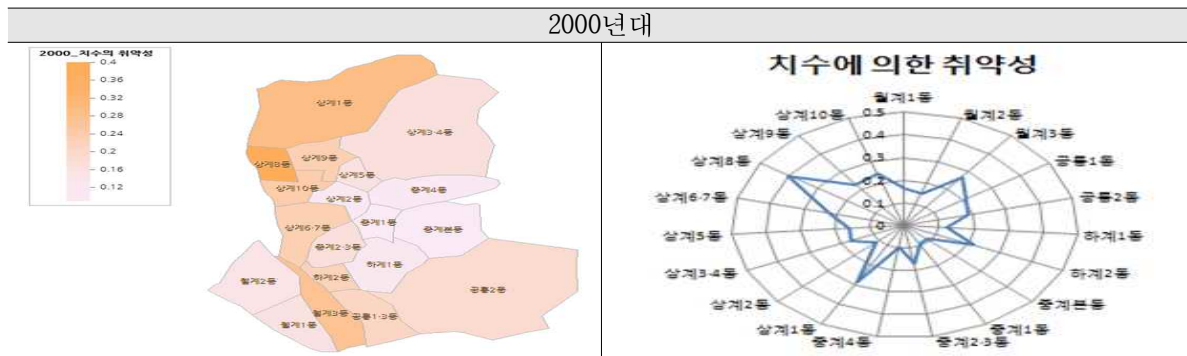 2000년대
2000_치수의 취약성
0.4
0.36
0.32
0.28
0.24
0.2
0.16
0.12
상계1동
상계3·4동
상계8동
상계9동
상계5동
상계10동
상계2동
중계4동
상계6·7동
중계1동
중계본동
중계2·3동
하계1동
하계2동
공릉2동
월계2동
월계3동
공릉1·3동
월계1동
치수에 의한 취약성
월계1동
월계2동
월계3동
공릉1동
공릉2동
하계1동
하계2동
중계본동
중계1동
중계2·3동
중계4동
상계1동
상계2동
상계3·4동
상계5동
상계6·7동
상계8동
상계9동
상계10동
0.5
0.4
0.3
0.2
0.1
0